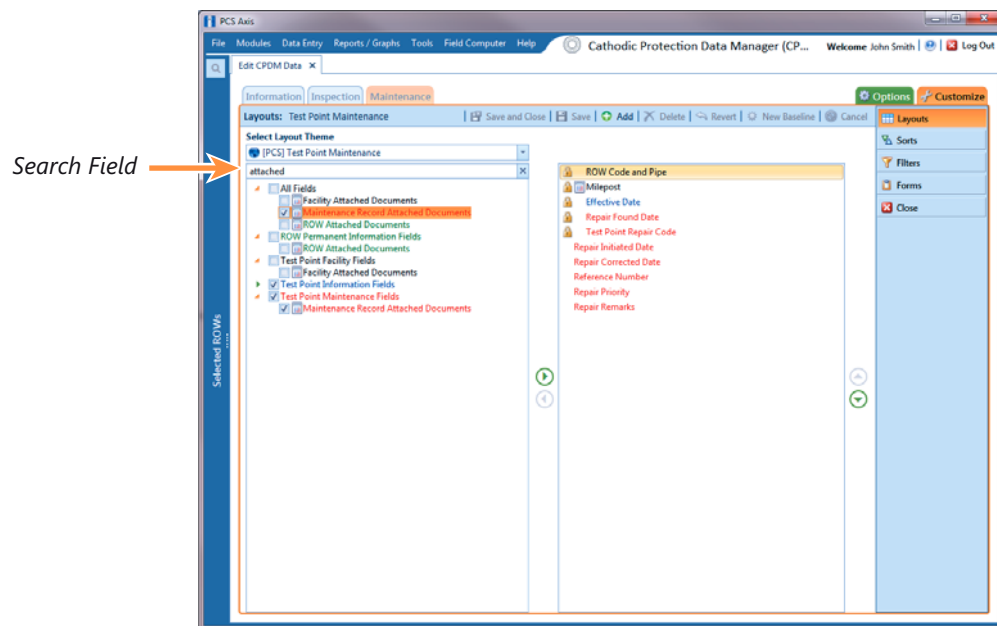 PCS Axis
File Modules Data Entry Reports / Graphs Tools Field Computer Help Cathodic Protection Data Manager (CP... Welcome John Smith | | Log Out
Edit CPDM Data
Information Inspection Maintenance Options Customize
Layouts: Test Point Maintenance | Save and Close | Save | Add | Delete | Revert | New Baseline | Cancel
Select Layout Theme
[PCS] Test Point Maintenance
Search Field
attached
All Fields
Facility Attached Documents
Maintenance Record Attached Documents
ROW Attached Documents
ROW Permanent Information Fields
ROW Attached Documents
Test Point Facility Fields
Facility Attached Documents
Test Point Information Fields
Test Point Maintenance Fields
Maintenance Record Attached Documents
ROW Code and Pipe
Milepost
Effective Date
Repair Found Date
Test Point Repair Code
Repair Initiated Date
Repair Corrected Date
Reference Number
Repair Priority
Repair Remarks
Layouts
Sorts
Filters
Forms
Close
Selected ROWs